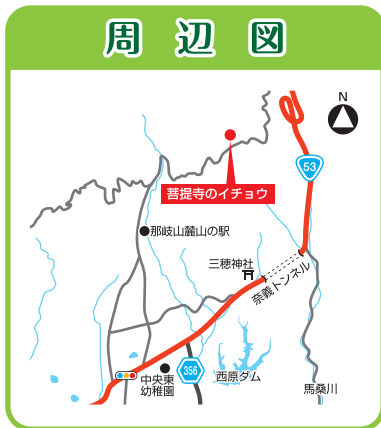 周辺図
N
53
菩提寺のイチョウ
那岐山麓山の駅
三穂神社
奈義トンネル
356
中央東
幼稚園
西原ダム
馬桑川